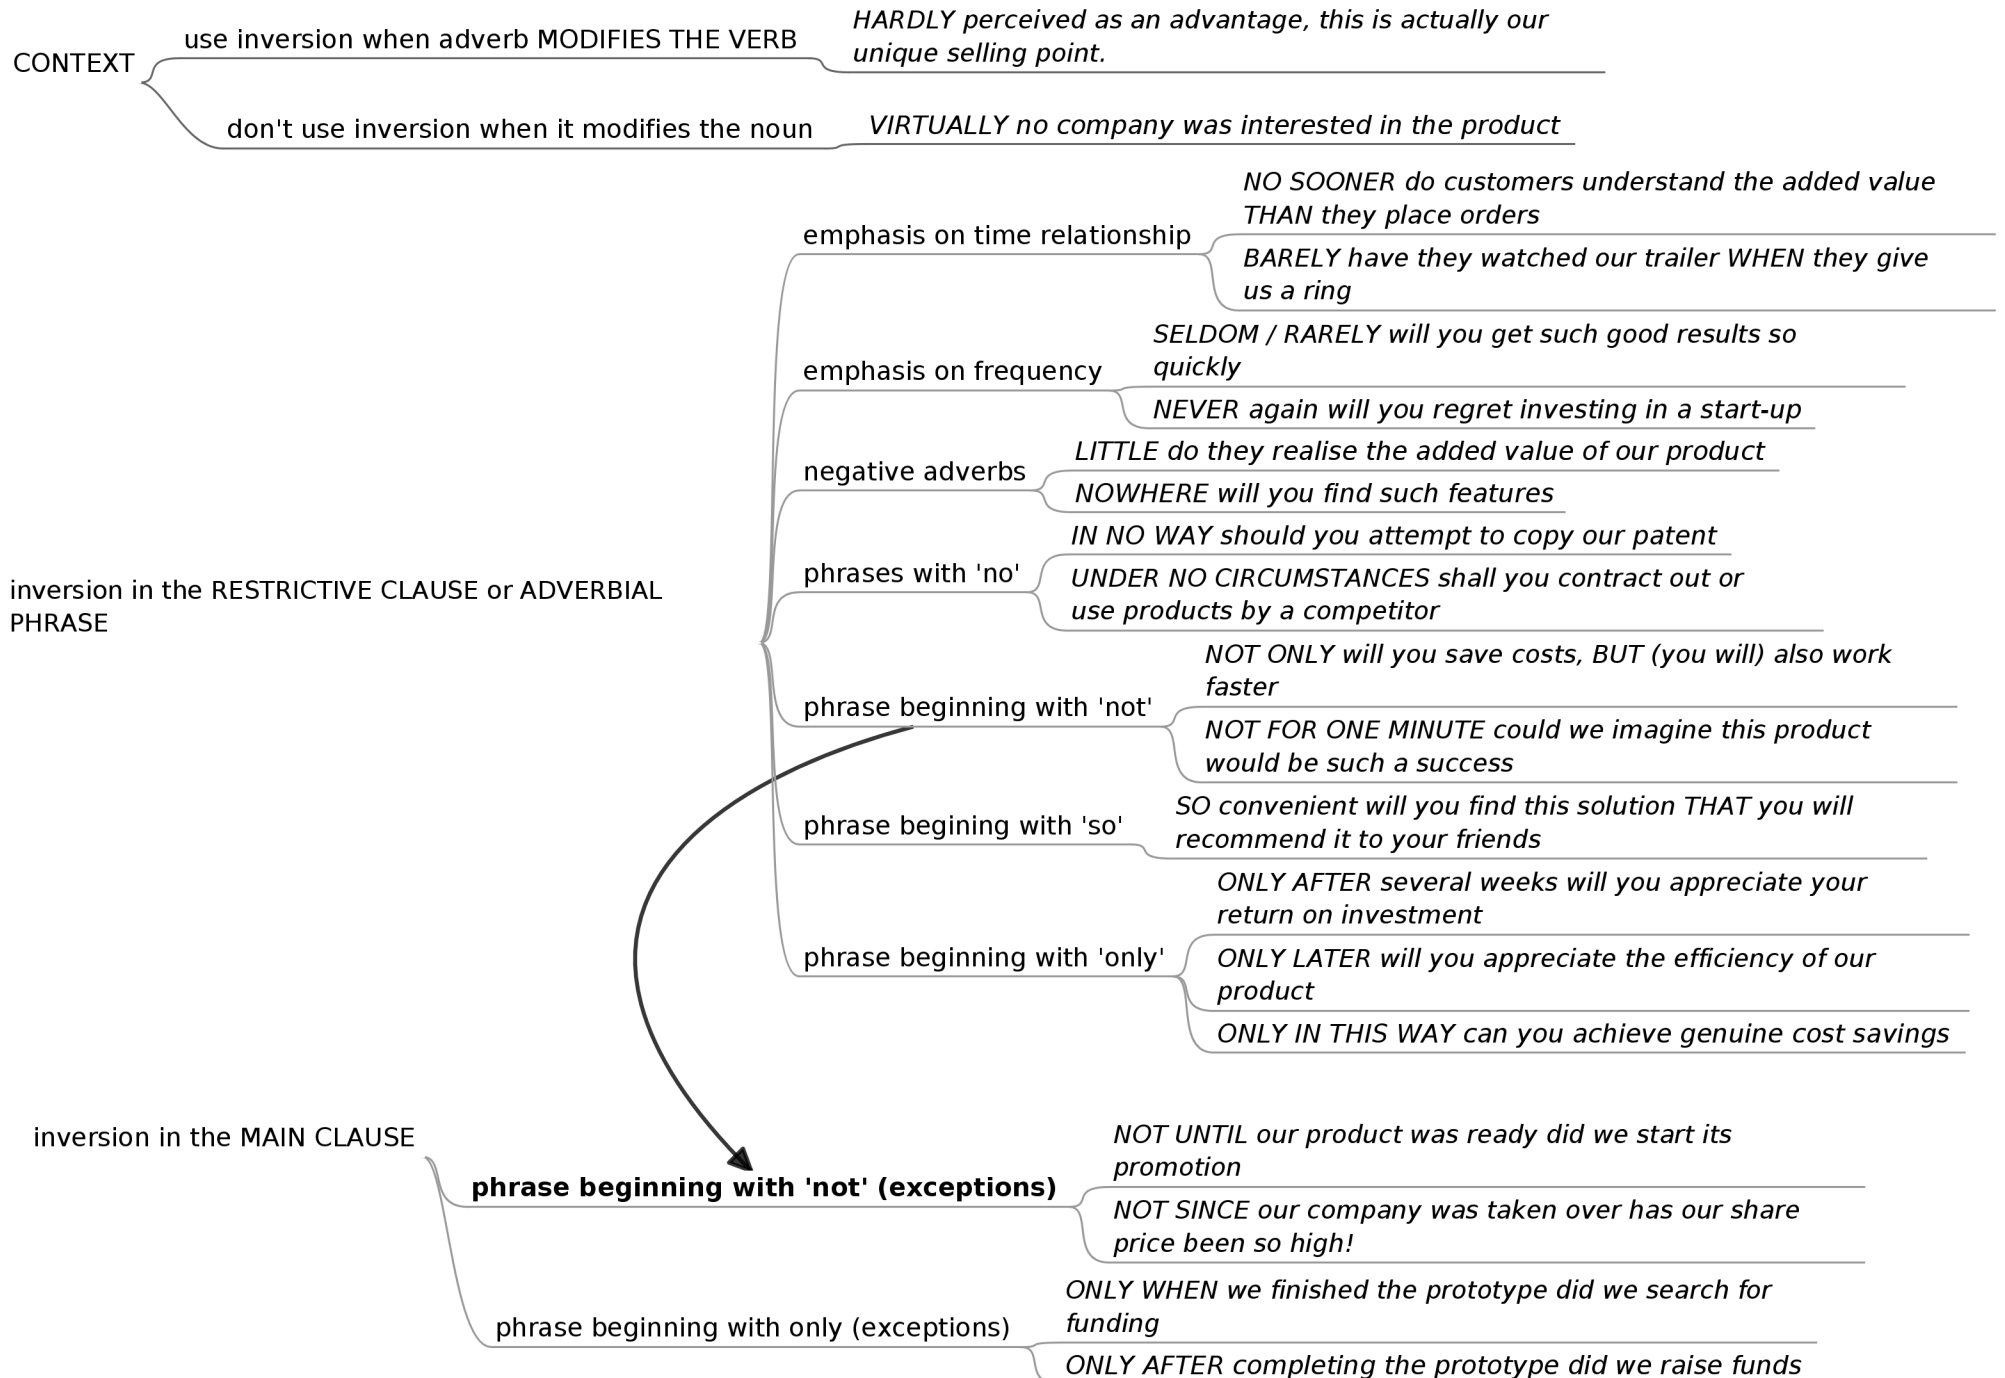 CONTEXT
use inversion when adverb MODIFIES THE VERB
HARDLY perceived as an advantage, this is actually our
unique selling point.
don't use inversion when it modifies the noun
VIRTUALLY no company was interested in the product
inversion in the RESTRICTIVE CLAUSE or ADVERBIAL
PHRASE
emphasis on time relationship
NO SOONER do customers understand the added value
THAN they place orders
BARELY have they watched our trailer WHEN they give
us a ring
emphasis on frequency
SELDOM / RARELY will you get such good results so
quickly
NEVER again will you regret investing in a start-up
negative adverbs
LITTLE do they realise the added value of our product
NOWHERE will you find such features
phrases with 'no'
IN NO WAY should you attempt to copy our patent
UNDER NO CIRCUMSTANCES shall you contract out or
use products by a competitor
phrase beginning with 'not'
NOT ONLY will you save costs, BUT (you will) also work
faster
NOT FOR ONE MINUTE could we imagine this product
would be such a success
phrase begining with 'so'
SO convenient will you find this solution THAT you will
recommend it to your friends
phrase beginning with 'only'
ONLY AFTER several weeks will you appreciate your
return on investment
ONLY LATER will you appreciate the efficiency of our
product
ONLY IN THIS WAY can you achieve genuine cost savings
inversion in the MAIN CLAUSE
phrase beginning with 'not' (exceptions)
NOT UNTIL our product was ready did we start its
promotion
NOT SINCE our company was taken over has our share
price been so high!
phrase beginning with only (exceptions)
ONLY WHEN we finished the prototype did we search for
funding
ONLY AFTER completing the prototype did we raise funds